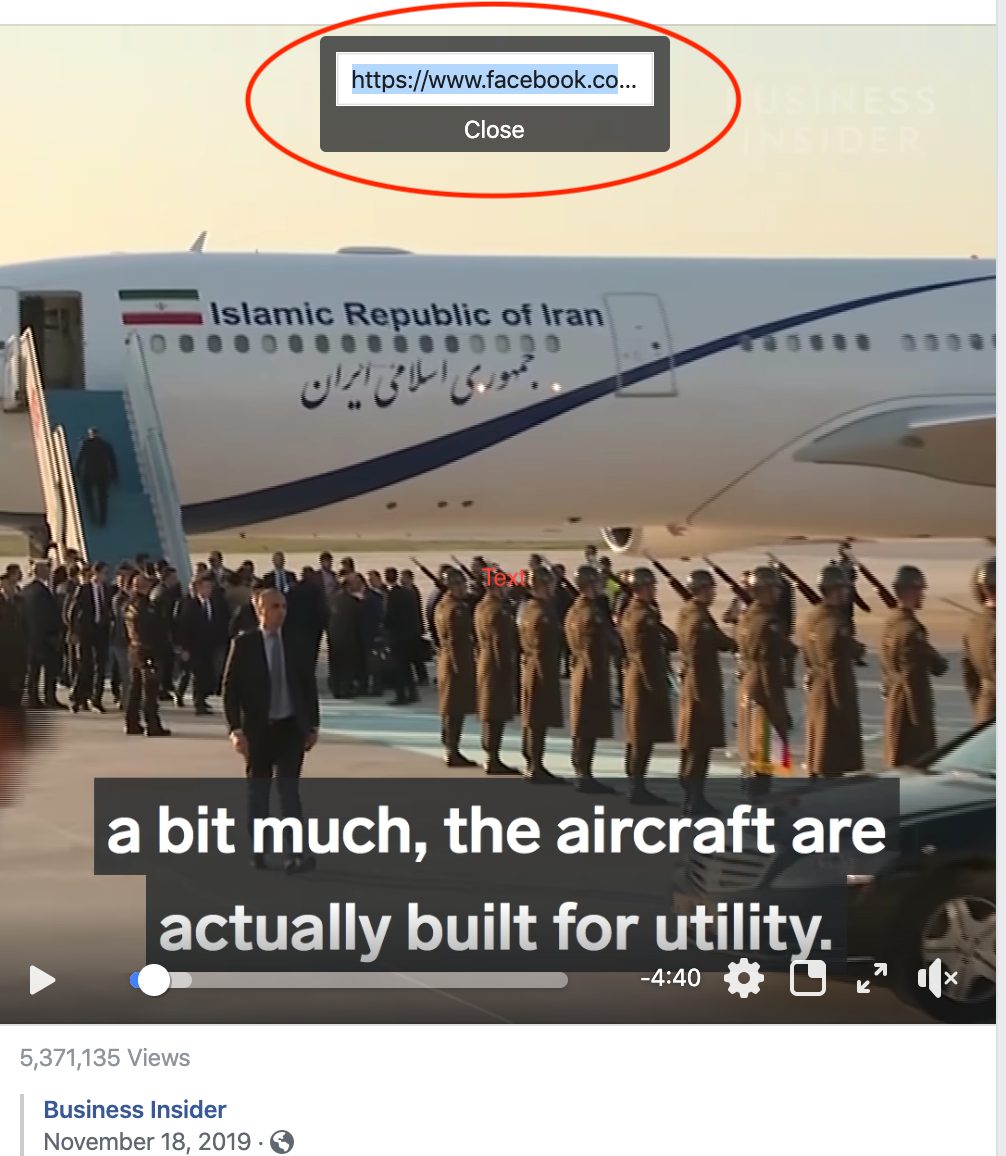 https://www.facebook.co...
Close
BUSINESS
INSIDER
Islamic Republic of Iran
جمهوری اسلامی ایران
Text
a bit much, the aircraft are
actually built for utility.
-4:40
5,371,135 Views
Business Insider
November 18, 2019 ·